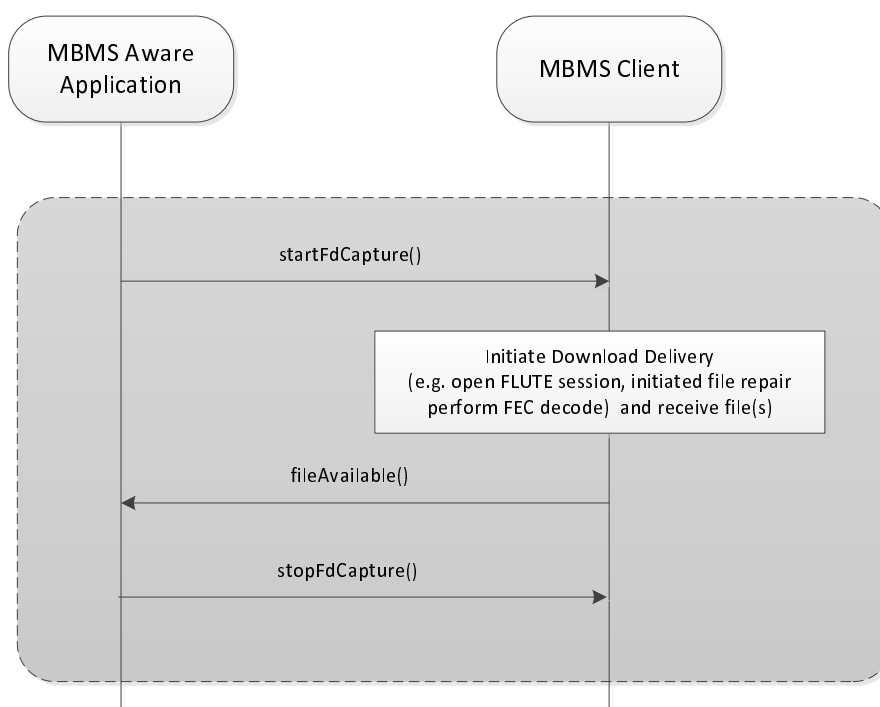 MBMS Aware
Application
MBMS Client
startFdCapture()
Initiate Download Delivery
(e.g. open FLUTE session, initiated file repair
perform FEC decode) and receive file(s)
fileAvailable()
stopFdCapture()